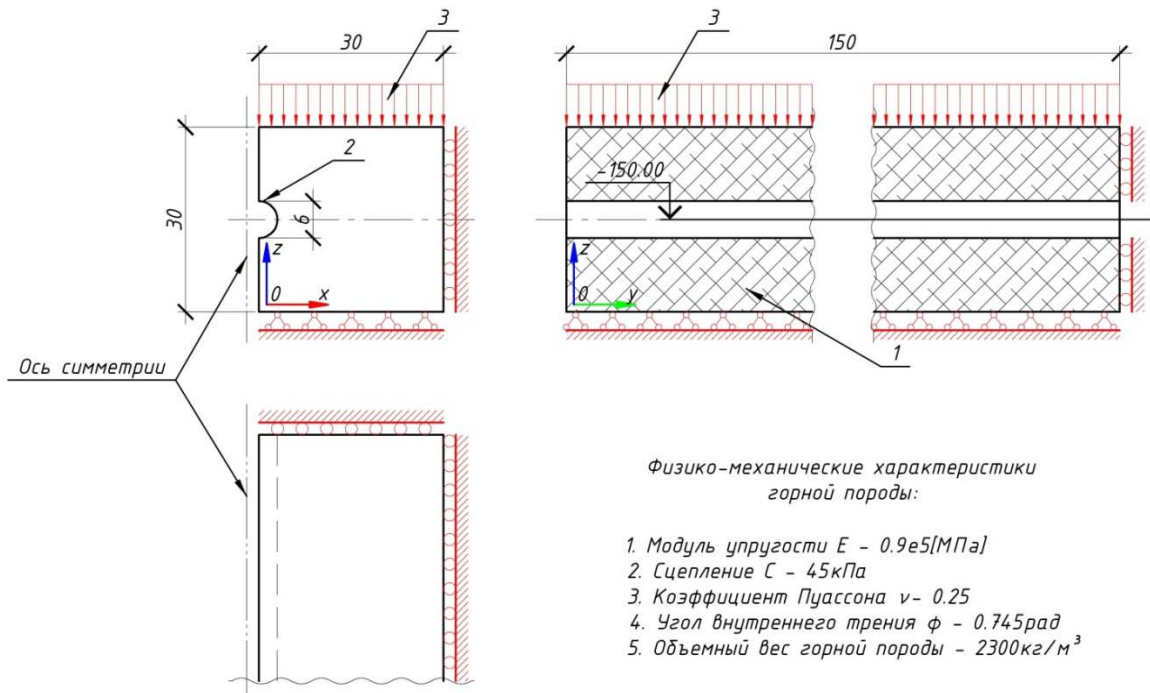 3
3
30
150
2
-150.00
30
6
z
z
0
x
0
y
1
Ось симметрии
Физико-механические характеристики
горной породы:
1. Модуль упругости E - 0.9e5[МПа]
2. Сцепление C - 45кПа
3. Коэффициент Пуассона ν- 0.25
4. Угол внутреннего трения ϕ - 0.745рад
5. Объемный вес горной породы - 2300кг/м³